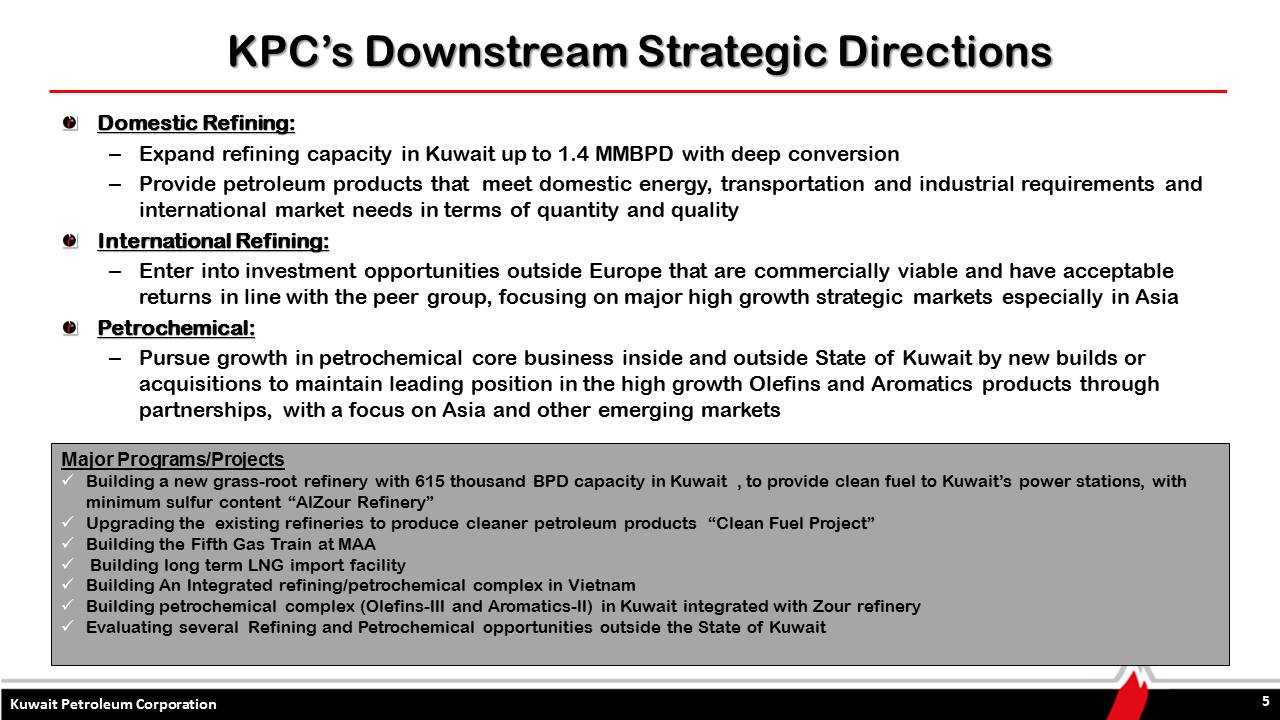 KPC’s Downstream Strategic Directions
Domestic Refining:
– Expand refining capacity in Kuwait up to 1.4 MMBPD with deep conversion
– Provide petroleum products that meet domestic energy, transportation and industrial requirements and
international market needs in terms of quantity and quality
International Refining:
– Enter into investment opportunities outside Europe that are commercially viable and have acceptable
returns in line with the peer group, focusing on major high growth strategic markets especially in Asia
Petrochemical:
– Pursue growth in petrochemical core business inside and outside State of Kuwait by new builds or
acquisitions to maintain leading position in the high growth Olefins and Aromatics products through
partnerships, with a focus on Asia and other emerging markets
Major Programs/Projects
✓ Building a new grass-root refinery with 615 thousand BPD capacity in Kuwait , to provide clean fuel to Kuwait’s power stations, with
minimum sulfur content “AlZour Refinery”
✓ Upgrading the existing refineries to produce cleaner petroleum products “Clean Fuel Project”
✓ Building the Fifth Gas Train at MAA
✓ Building long term LNG import facility
✓ Building An Integrated refining/petrochemical complex in Vietnam
✓ Building petrochemical complex (Olefins-III and Aromatics-II) in Kuwait integrated with Zour refinery
✓ Evaluating several Refining and Petrochemical opportunities outside the State of Kuwait
Kuwait Petroleum Corporation
5